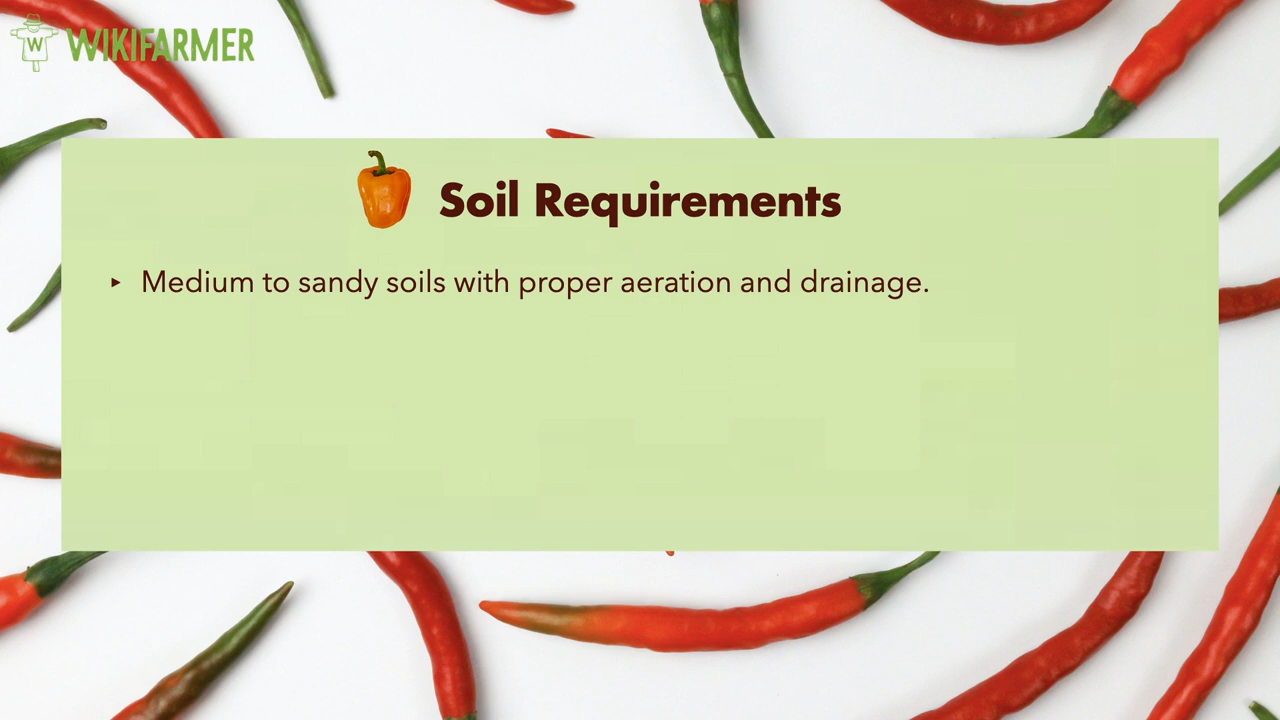 WIKIFARMER
Soil Requirements
▸ Medium to sandy soils with proper aeration and drainage.